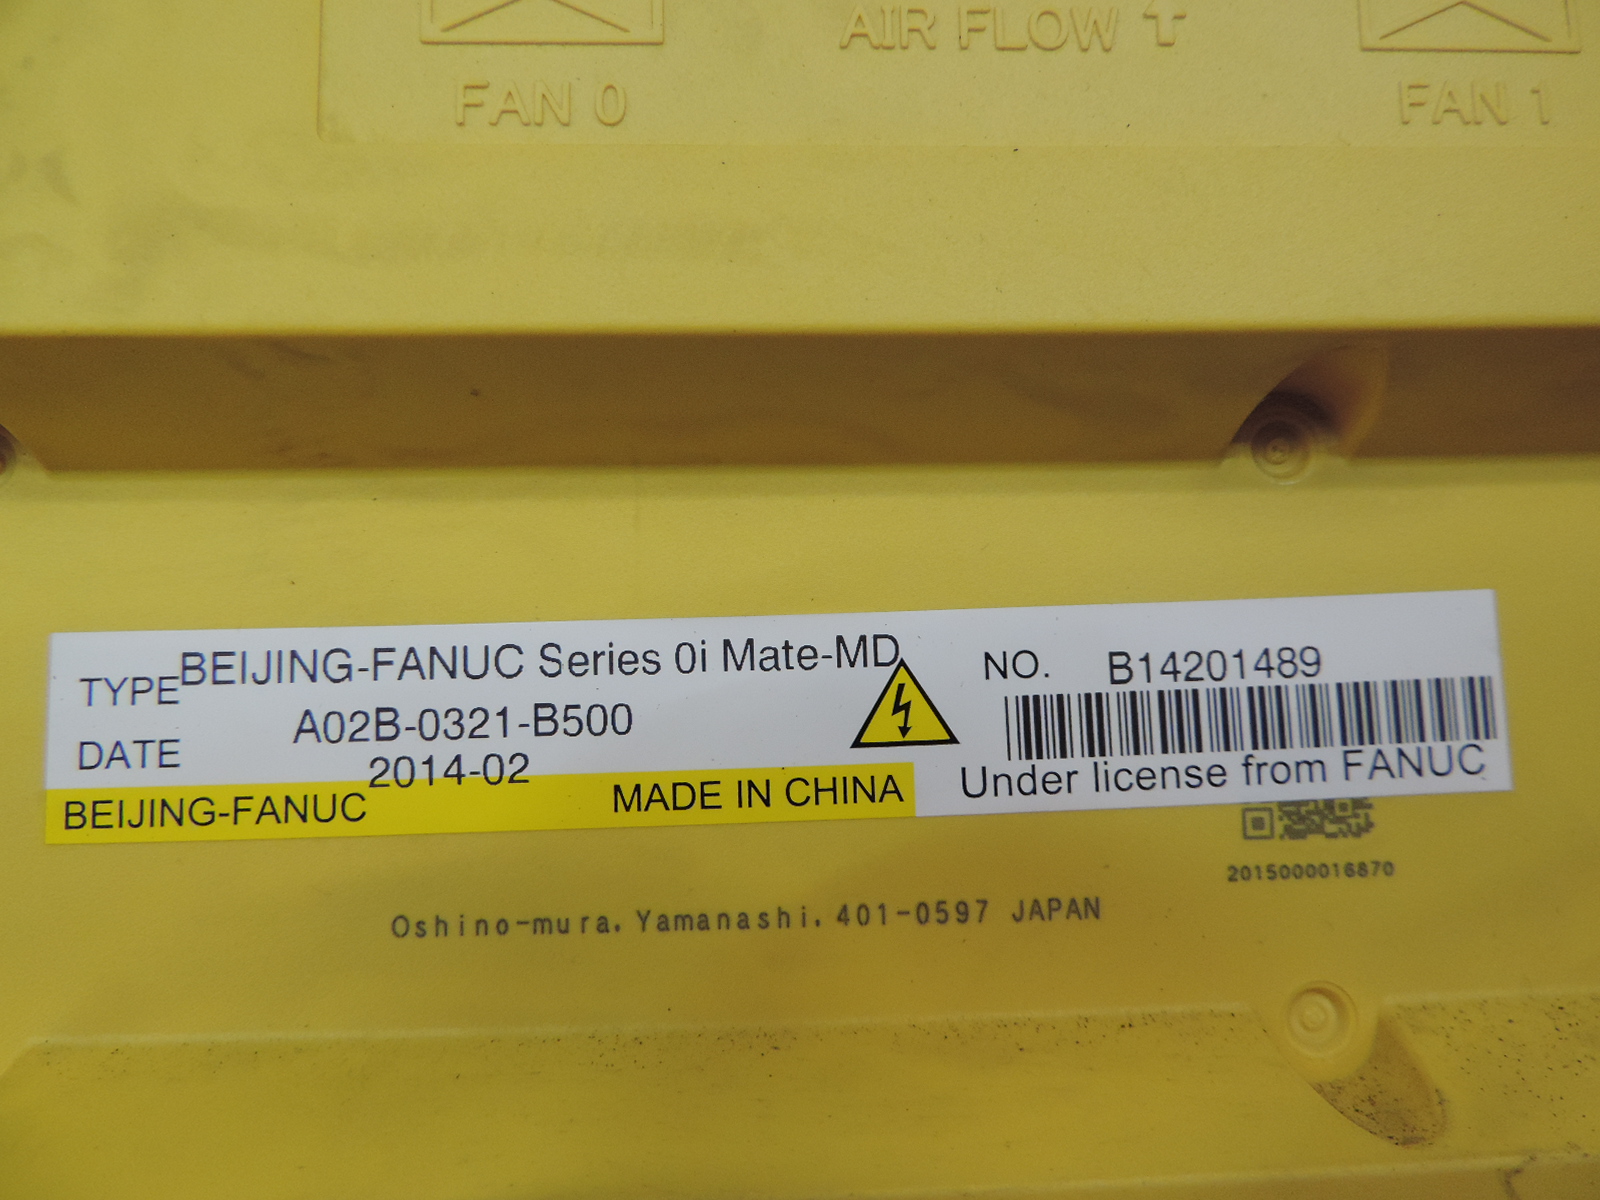 AIR FLOW ↑
FAN 0
FAN 1
TYPE BEIJING-FANUC Series 0i Mate-MD
A02B-0321-B500
DATE 2014-02
BEIJING-FANUC
MADE IN CHINA
NO. B14201489
Under license from FANUC
2015000016870
Oshino-mura. Yamanashi. 401-0597 JAPAN